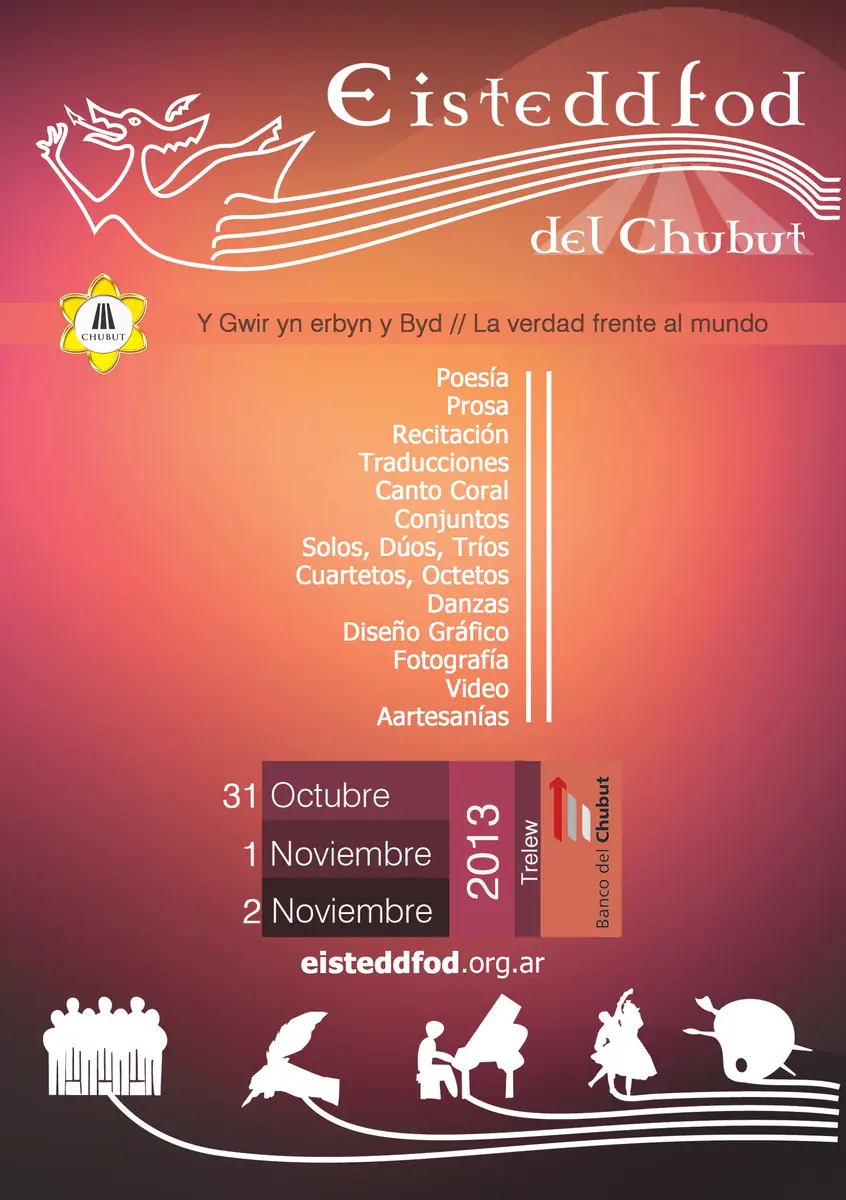 Eisteddfod
del Chubut
CHUBUT
Y Gwir yn erbyn y Byd // La verdad frente al mundo
Poesía
Prosa
Recitación
Traducciones
Canto Coral
Conjuntos
Solos, Dúos, Tríos
Cuartetos, Octetos
Danzas
Diseño Gráfico
Fotografía
Video
Aartesanías
31 Octubre
1 Noviembre
2 Noviembre
2013
Trelew
Banco del Chubut
eisteddfod.org.ar